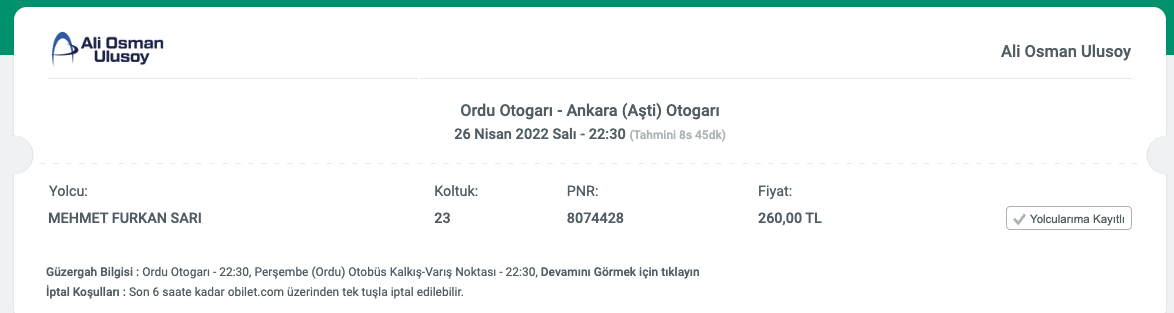 Ali Osman
Ulusoy
Ali Osman Ulusoy
Ordu Otogarı - Ankara (Aşti) Otogarı
26 Nisan 2022 Salı - 22:30 (Tahmini 8s 45dk)
Yolcu: Koltuk: PNR: Fiyat:
MEHMET FURKAN SARI 23 8074428 260,00 TL Yolcularıma Kayıtlı
Güzergah Bilgisi : Ordu Otogarı - 22:30, Perşembe (Ordu) Otobüs Kalkış-Varış Noktası - 22:30, Devamını Görmek için tıklayın
İptal Koşulları : Son 6 saate kadar obilet.com üzerinden tek tuşla iptal edilebilir.